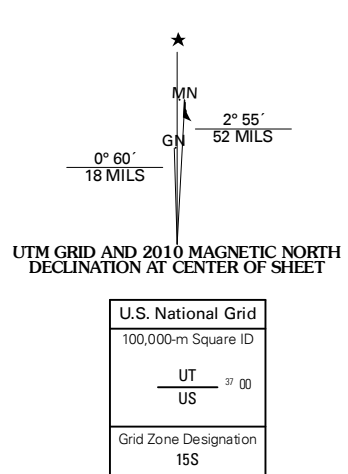 ★
MN
GN
2° 55´
52 MILS
0° 60´
18 MILS
UTM GRID AND 2010 MAGNETIC NORTH
DECLINATION AT CENTER OF SHEET
U.S. National Grid
100,000-m Square ID
UT
37 00
US
Grid Zone Designation
15S